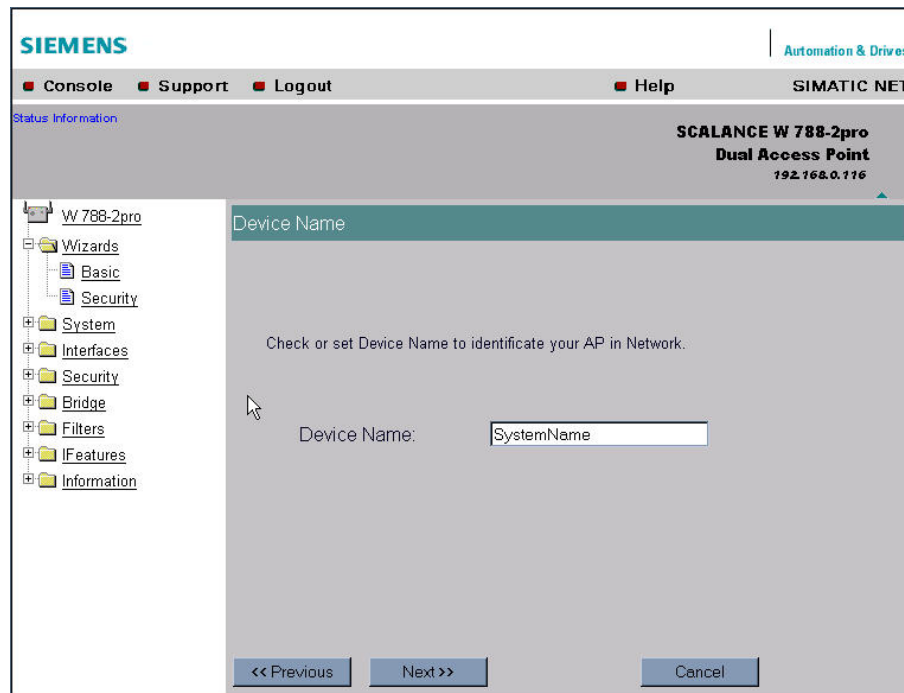 SIEMENS
Automation & Drives
Console Support Logout Help SIMATIC NET
Status Information
SCALANCE W 788-2pro
Dual Access Point
192.168.0.116
W 788-2pro
Device Name
Wizards
Basic
Security
System
Interfaces
Security
Bridge
Filters
IFeatures
Information
Check or set Device Name to identificate your AP in Network.
Device Name: SystemName
<< Previous Next >> Cancel